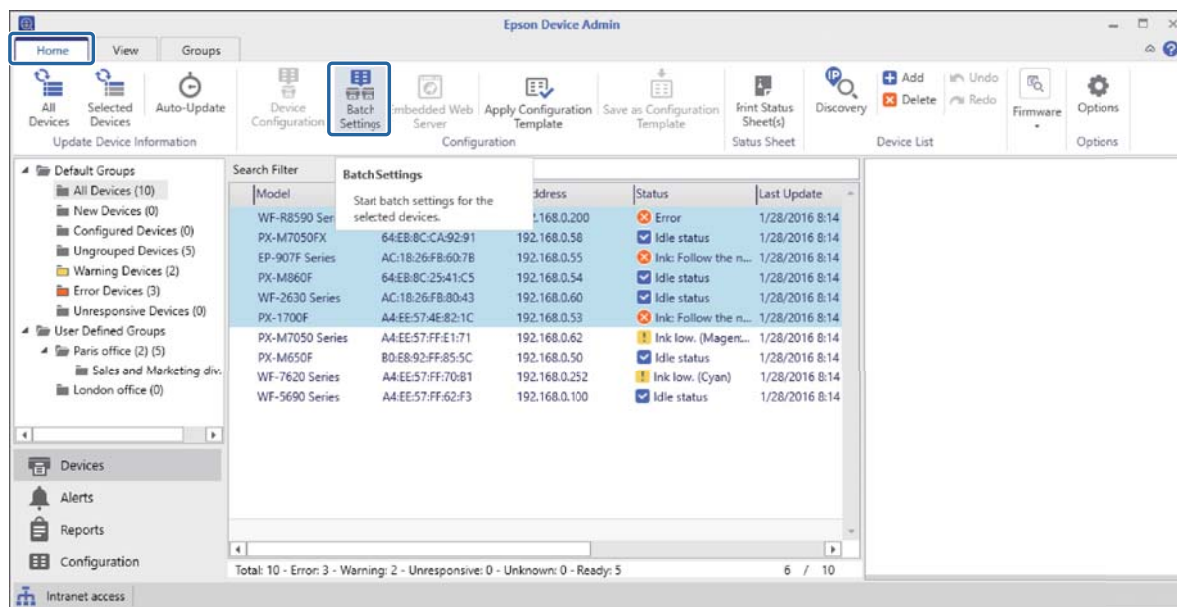 Epson Device Admin
Home View Groups
All Devices
Selected Devices
Auto-Update
Device Configuration
Batch Settings
Embedded Web Server
Apply Configuration Template
Save as Configuration Template
Print Status Sheet(s)
Discovery
Add
Delete
Undo
Redo
Firmware
Options
Update Device Information Configuration Status Sheet Device List Options
Default Groups
All Devices (10)
New Devices (0)
Configured Devices (0)
Ungrouped Devices (5)
Warning Devices (2)
Error Devices (3)
Unresponsive Devices (0)
User Defined Groups
Paris office (2) (5)
Sales and Marketing div.
London office (0)
Devices
Alerts
Reports
Configuration
Search Filter
Batch Settings
Start batch settings for the
selected devices.
Model ddress Status Last Update
WF-R8590 Ser 2.168.0.200 Error 1/28/2016 8:14
PX-M7050FX 64:EB:8C:CA:92:91 192.168.0.58 Idle status 1/28/2016 8:14
EP-907F Series AC:18:26:FB:60:7B 192.168.0.55 Ink: Follow the n... 1/28/2016 8:14
PX-M860F 64:EB:8C:25:41:C5 192.168.0.54 Idle status 1/28/2016 8:14
WF-2630 Series AC:18:26:FB:80:43 192.168.0.60 Idle status 1/28/2016 8:14
PX-1700F A4:EE:57:4E:82:1C 192.168.0.53 Ink: Follow the n... 1/28/2016 8:14
PX-M7050 Series A4:EE:57:FF:E1:71 192.168.0.62 Ink low. (Magen:... 1/28/2016 8:14
PX-M650F B0:E8:92:FF:85:5C 192.168.0.50 Idle status 1/28/2016 8:14
WF-7620 Series A4:EE:57:FF:70:B1 192.168.0.252 Ink low. (Cyan) 1/28/2016 8:14
WF-5690 Series A4:EE:57:FF:62:F3 192.168.0.100 Idle status 1/28/2016 8:14
Total: 10 - Error: 3 - Warning: 2 - Unresponsive: 0 - Unknown: 0 - Ready: 5 6 / 10
Intranet access